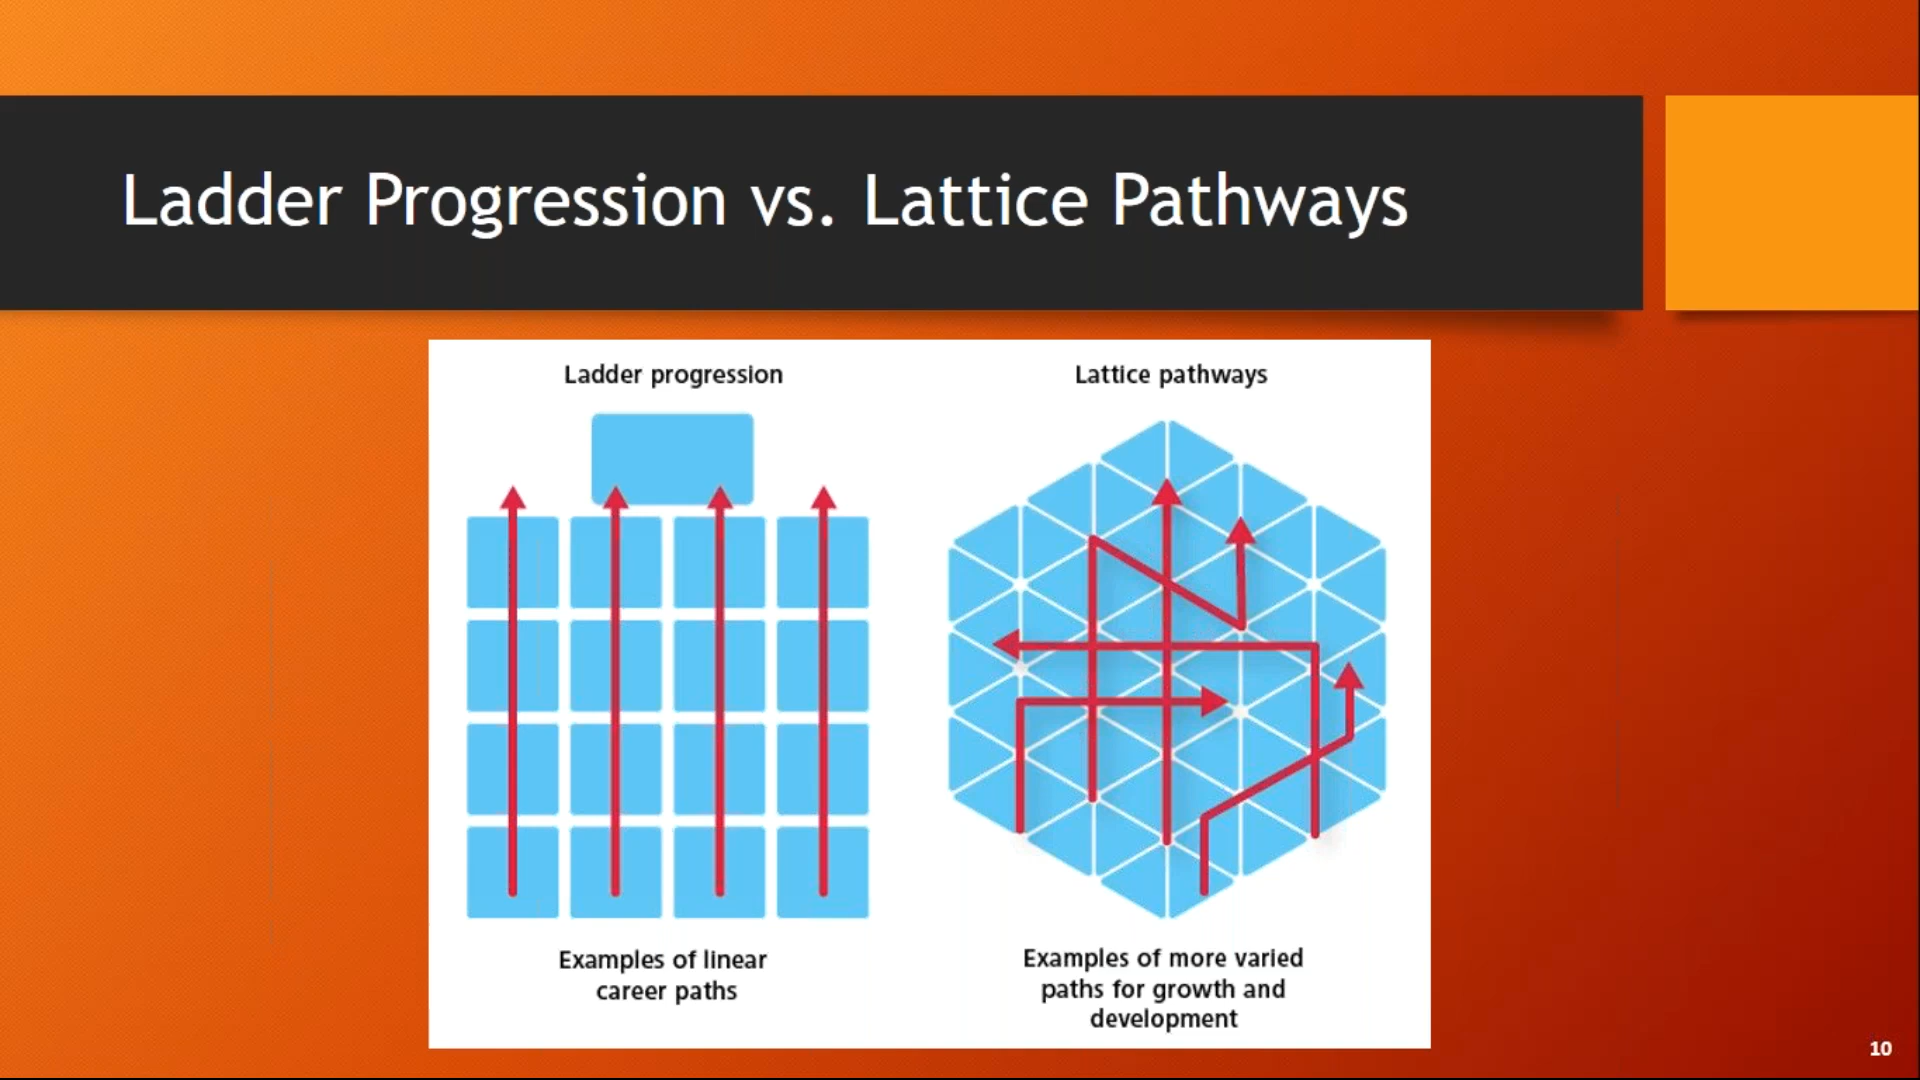 Ladder Progression vs. Lattice Pathways
Ladder progression
Examples of linear
career paths
Lattice pathways
Examples of more varied
paths for growth and
development
10